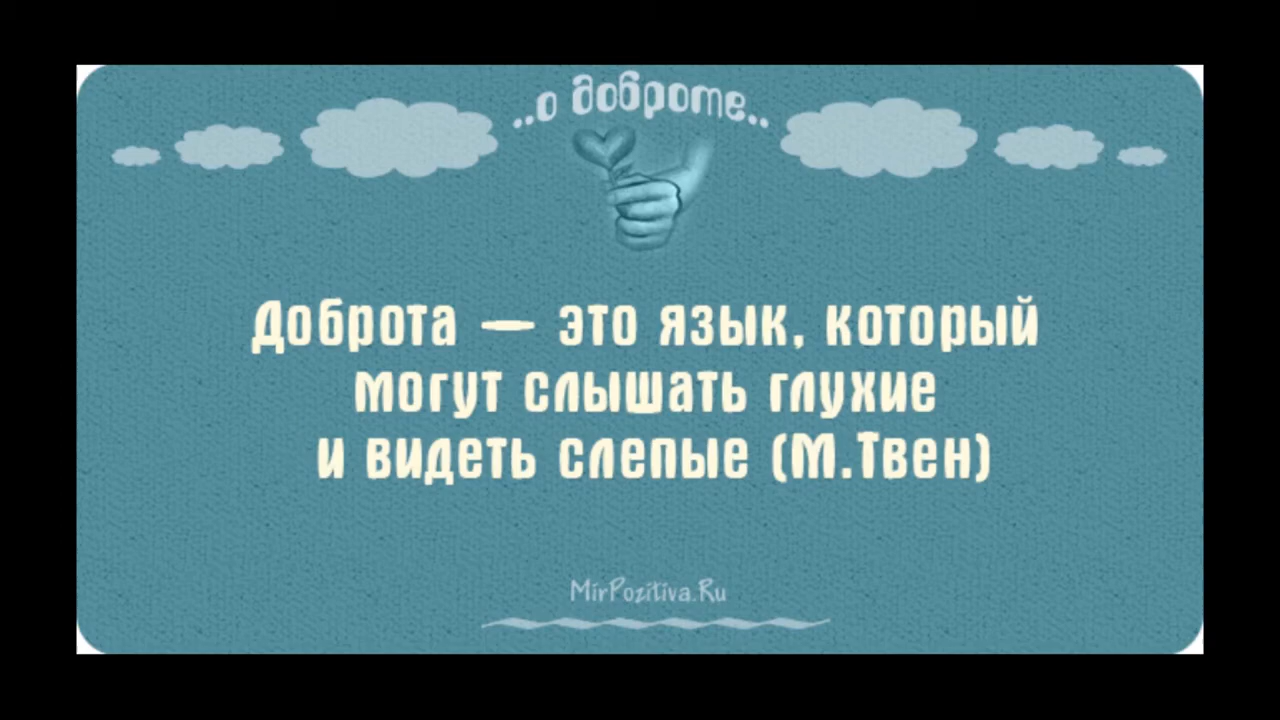 ..о доброте..
Доброта — это язык, который
могут слышать глухие
и видеть слепые (М.Твен)
MirPozitiva.Ru